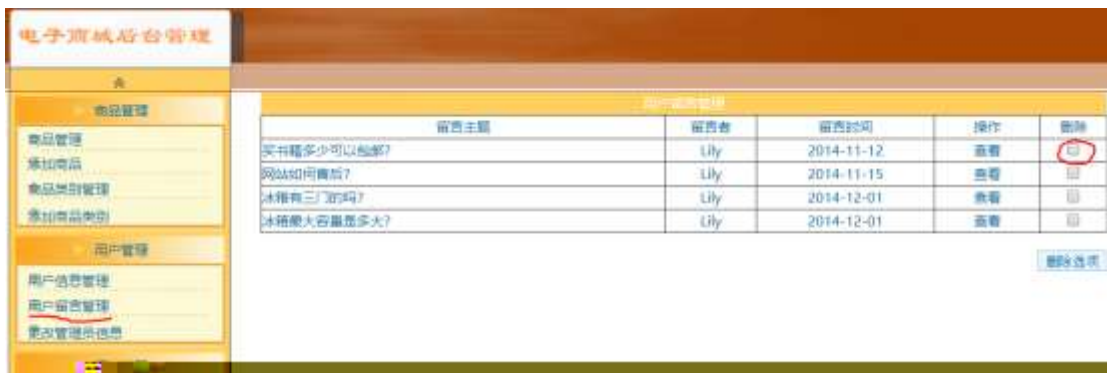 电子商城后台管理
商品管理
商品管理
添加商品
商品类别管理
添加商品类别
用户管理
用户信息管理
用户留言管理
更改管理员信息
用户留言管理
留言主题 留言者 留言时间 操作 删除
买书籍多少可以包邮? Lily 2014-11-12 查看
网站如何售后? Lily 2014-11-15 查看
冰箱有三门的吗? Lily 2014-12-01 查看
冰箱最大容量是多大? Lily 2014-12-01 查看
删除选项